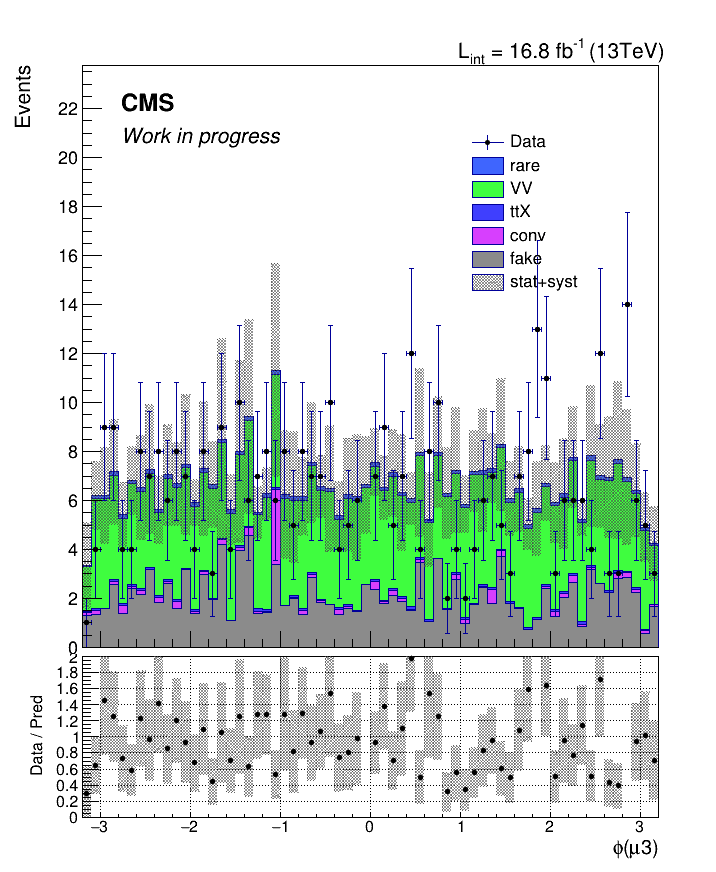 L_int = 16.8 fb^-1 (13TeV)
Events
CMS
Work in progress
Data
rare
VV
ttX
conv
fake
stat+syst
22
20
18
16
14
12
10
8
6
4
2
0
Data / Pred
2
1.8
1.6
1.4
1.2
1
0.8
0.6
0.4
0.2
0
−3 −2 −1 0 1 2 3
ϕ(μ3)